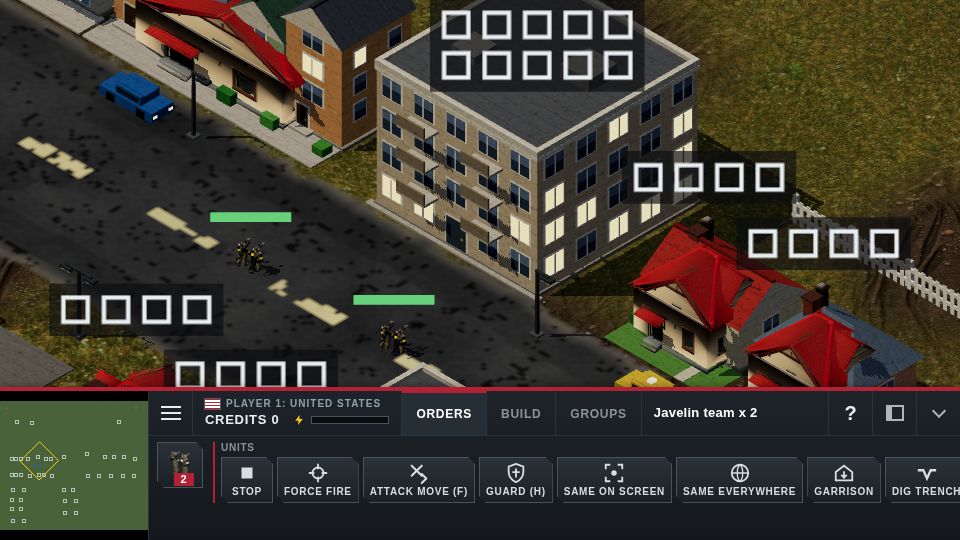 PLAYER 1: UNITED STATES
CREDITS 0
ORDERS
BUILD
GROUPS
Javelin team x 2
?
2
UNITS
STOP
FORCE FIRE
ATTACK MOVE (F)
GUARD (H)
SAME ON SCREEN
SAME EVERYWHERE
GARRISON
DIG TRENCH